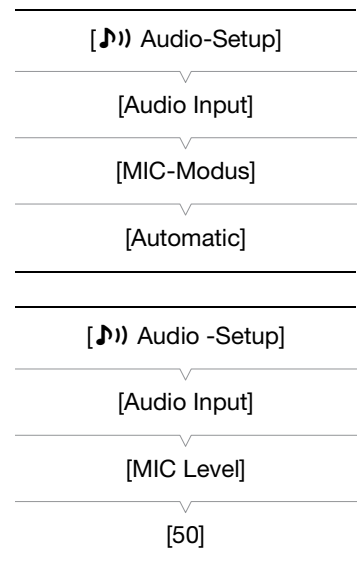 [♪)) Audio-Setup]
[Audio Input]
[MIC-Modus]
[Automatic]
[♪)) Audio -Setup]
[Audio Input]
[MIC Level]
[50]